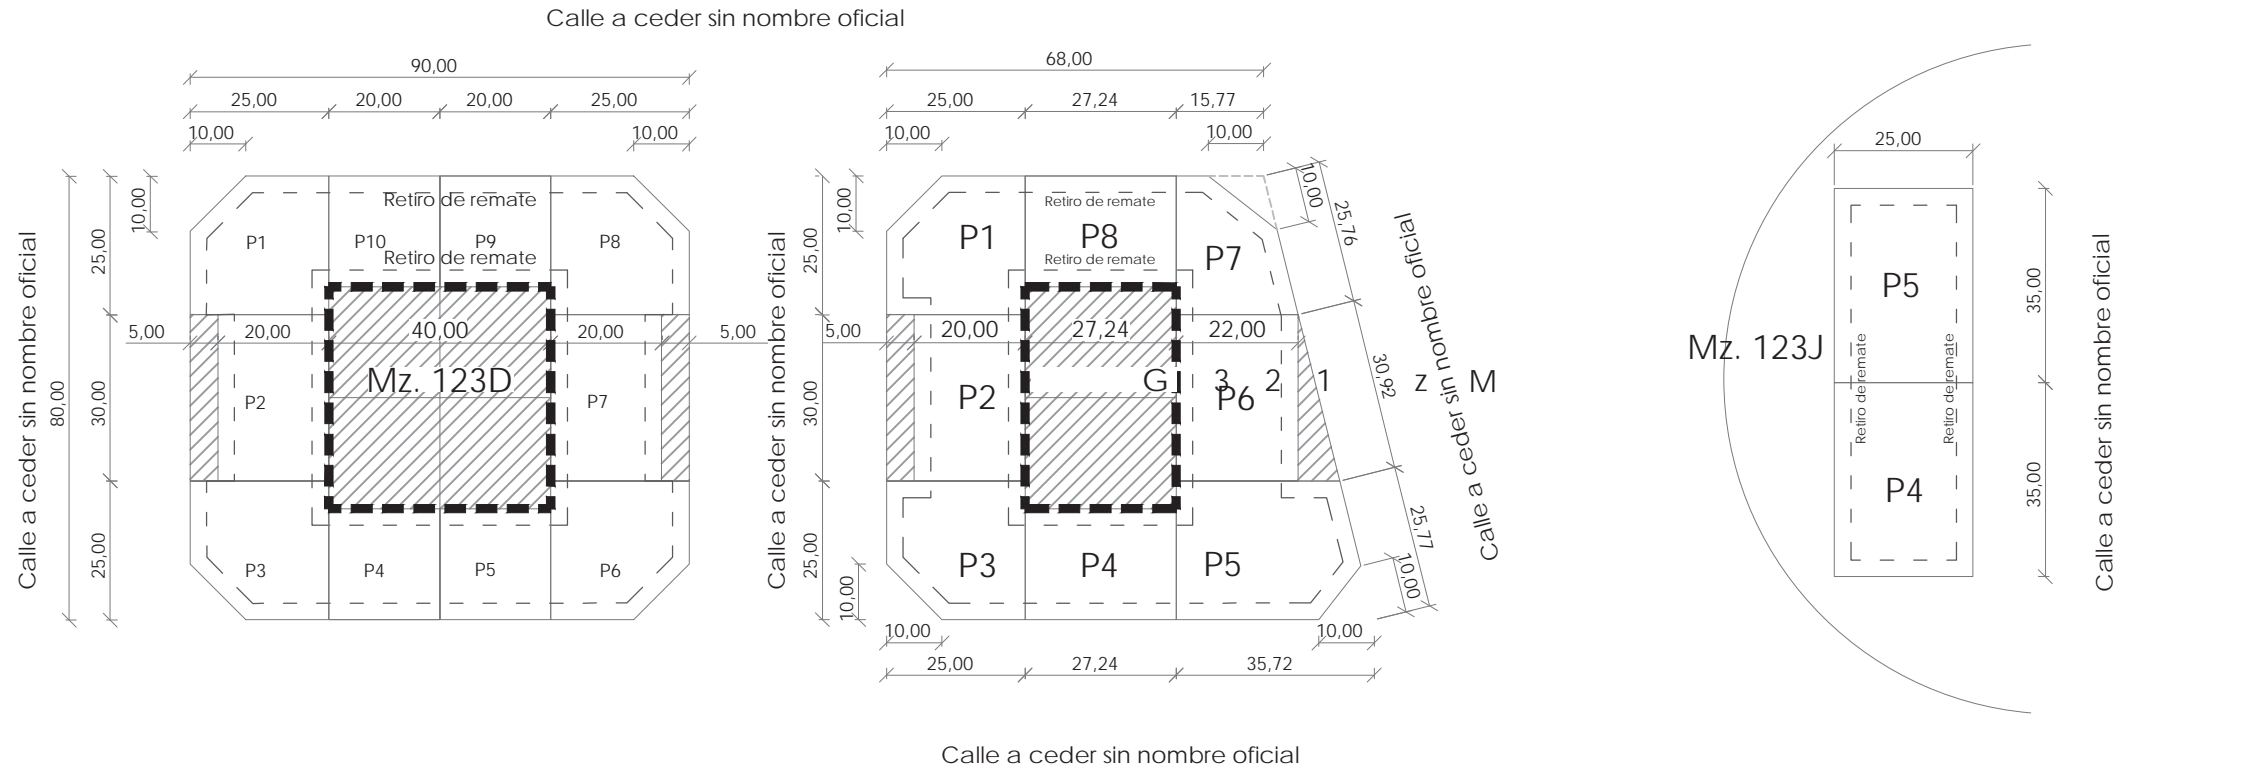 Calle a ceder sin nombre oficial
90,00
25,00 20,00 20,00 25,00
10,00 10,00
10,00
25,00
80,00
30,00
25,00
Calle a ceder sin nombre oficial
Retiro de remate
P1 P10 P9 P8
Retiro de remate
5,00 20,00 40,00 20,00 5,00
Mz. 123D
P2 P7
P3 P4 P5 P6
68,00
25,00 27,24 15,77
10,00 10,00
10,00
25,00
30,00
25,00
10,00
Calle a ceder sin nombre oficial
Retiro de remate
P1 P8 P7
Retiro de remate
5,00 20,00 27,24 22,00
G 3 2 1 z M
P2 P6
P3 P4 P5
10,00
25,76
30,92
25,77
10,00
Calle a ceder sin nombre oficial
10,00 10,00
25,00 27,24 35,72
Calle a ceder sin nombre oficial
25,00
P5
Mz. 123J
Retiro de remate
Retiro de remate
P4
35,00
35,00
Calle a ceder sin nombre oficial